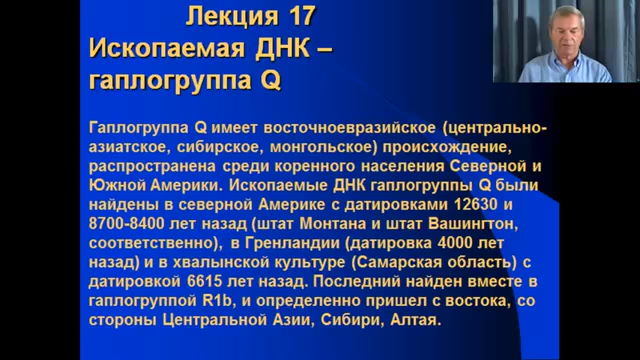 Лекция 17
Ископаемая ДНК –
гаплогруппа Q
Гаплогруппа Q имеет восточноевразийское (центрально-
азиатское, сибирское, монгольское) происхождение,
распространена среди коренного населения Северной и
Южной Америки. Ископаемые ДНК гаплогруппы Q были
найдены в северной Америке с датировками 12630 и
8700-8400 лет назад (штат Монтана и штат Вашингтон,
соответственно), в Гренландии (датировка 4000 лет
назад) и в хвалынской культуре (Самарская область) с
датировкой 6615 лет назад. Последний найден вместе в
гаплогруппой R1b, и определенно пришел с востока, со
стороны Центральной Азии, Сибири, Алтая.